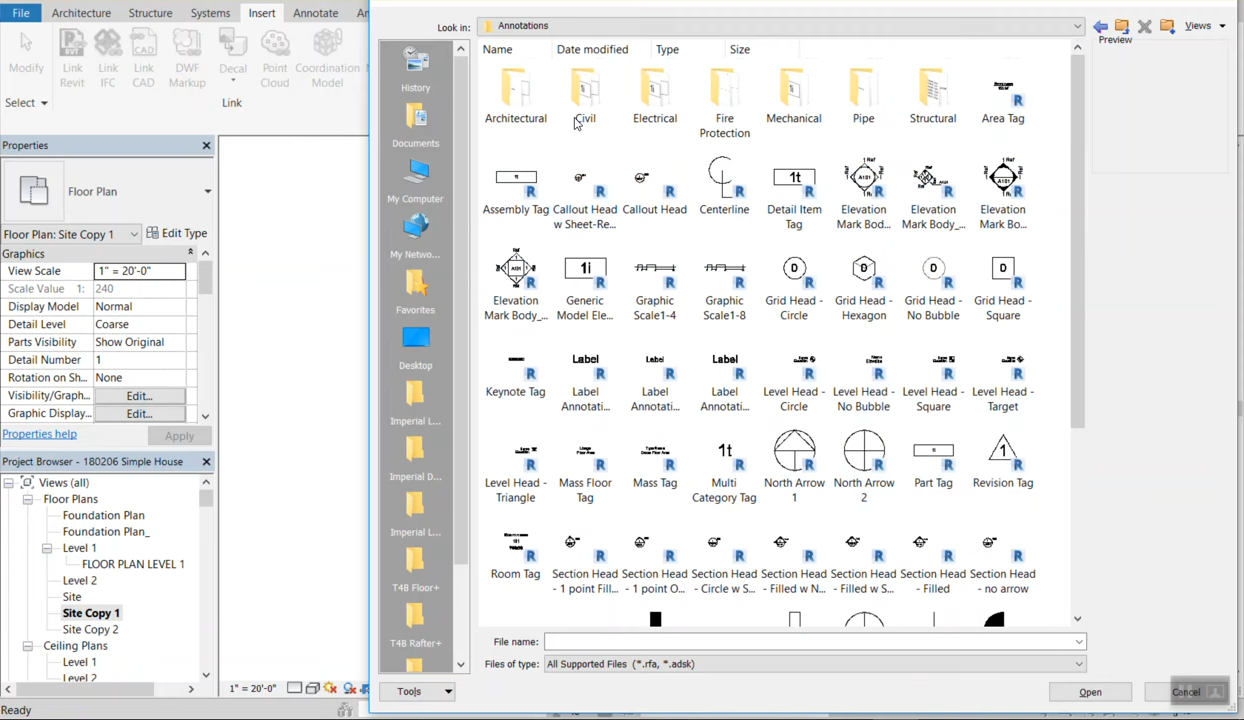 File Architecture Structure Systems Insert Annotate
Modify
Link Revit
Link IFC
Link CAD
DWF Markup
Decal
Point Cloud
Coordination Model
Select
Link
Properties
Floor Plan
Floor Plan: Site Copy 1
Edit Type
Graphics
View Scale 1" = 20'-0"
Scale Value 1: 240
Display Model Normal
Detail Level Coarse
Parts Visibility Show Original
Detail Number 1
Rotation on Sh... None
Visibility/Graph... Edit...
Graphic Display... Edit...
Properties help Apply
Project Browser - 180206 Simple House
Views (all)
Floor Plans
Foundation Plan
Foundation Plan_
Level 1
FLOOR PLAN LEVEL 1
Level 2
Site
Site Copy 1
Site Copy 2
Ceiling Plans
Level 1
Level 2
1" = 20'-0"
Ready
Look in: Annotations
Views
Preview
History
Documents
My Computer
My Netwo...
Favorites
Desktop
Imperial L...
Imperial D...
Imperial L...
T4B Floor+
T4B Rafter+
Name Date modified Type Size
Architectural
Civil
Electrical
Fire Protection
Mechanical
Pipe
Structural
Area Tag
Assembly Tag
Callout Head w Sheet-Re...
Callout Head
Centerline
1t
Detail Item Tag
1 Ref
A101
Elevation Mark Bod...
Elevation Mark Body_...
1 Ref
A101
Elevation Mark Bo...
A101
Elevation Mark Body_...
1i
Generic Model Ele...
Graphic Scale1-4
Graphic Scale1-8
D
Grid Head - Circle
D
Grid Head - Hexagon
D
Grid Head - No Bubble
D
Grid Head - Square
Keynote Tag
Label
Label Annotati...
Label
Label Annotati...
Label
Label Annotati...
Level Head - Circle
Level Head - No Bubble
Level Head - Square
Level Head - Target
Level Head - Triangle
Mass Floor Tag
Mass Tag
1t
Multi Category Tag
North Arrow 1
North Arrow 2
Part Tag
1
Revision Tag
Room Tag
Section Head - 1 point Fill...
Section Head - 1 point O...
Section Head - Circle w S...
Section Head - Filled w N...
Section Head - Filled w S...
Section Head - Filled
Section Head - no arrow
File name:
Files of type: All Supported Files (*.rfa, *.adsk)
Tools
Open
Cancel